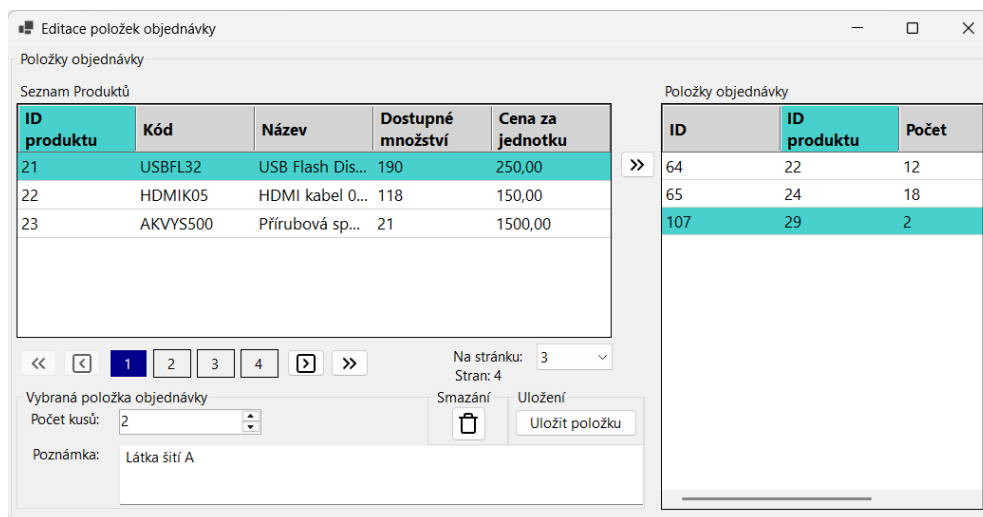 Editace položek objednávky
Položky objednávky
Seznam Produktů
ID produktu Kód Název Dostupné množství Cena za jednotku
21 USBFL32 USB Flash Dis... 190 250,00
22 HDMIK05 HDMI kabel 0... 118 150,00
23 AKVYS500 Přírubová sp... 21 1500,00
Položky objednávky
ID ID produktu Počet
64 22 12
65 24 18
107 29 2
1 2 3 4
Na stránku: 3
Stran: 4
Vybraná položka objednávky
Počet kusů: 2
Smazání
Uložení
Uložit položku
Poznámka: Látka šití A